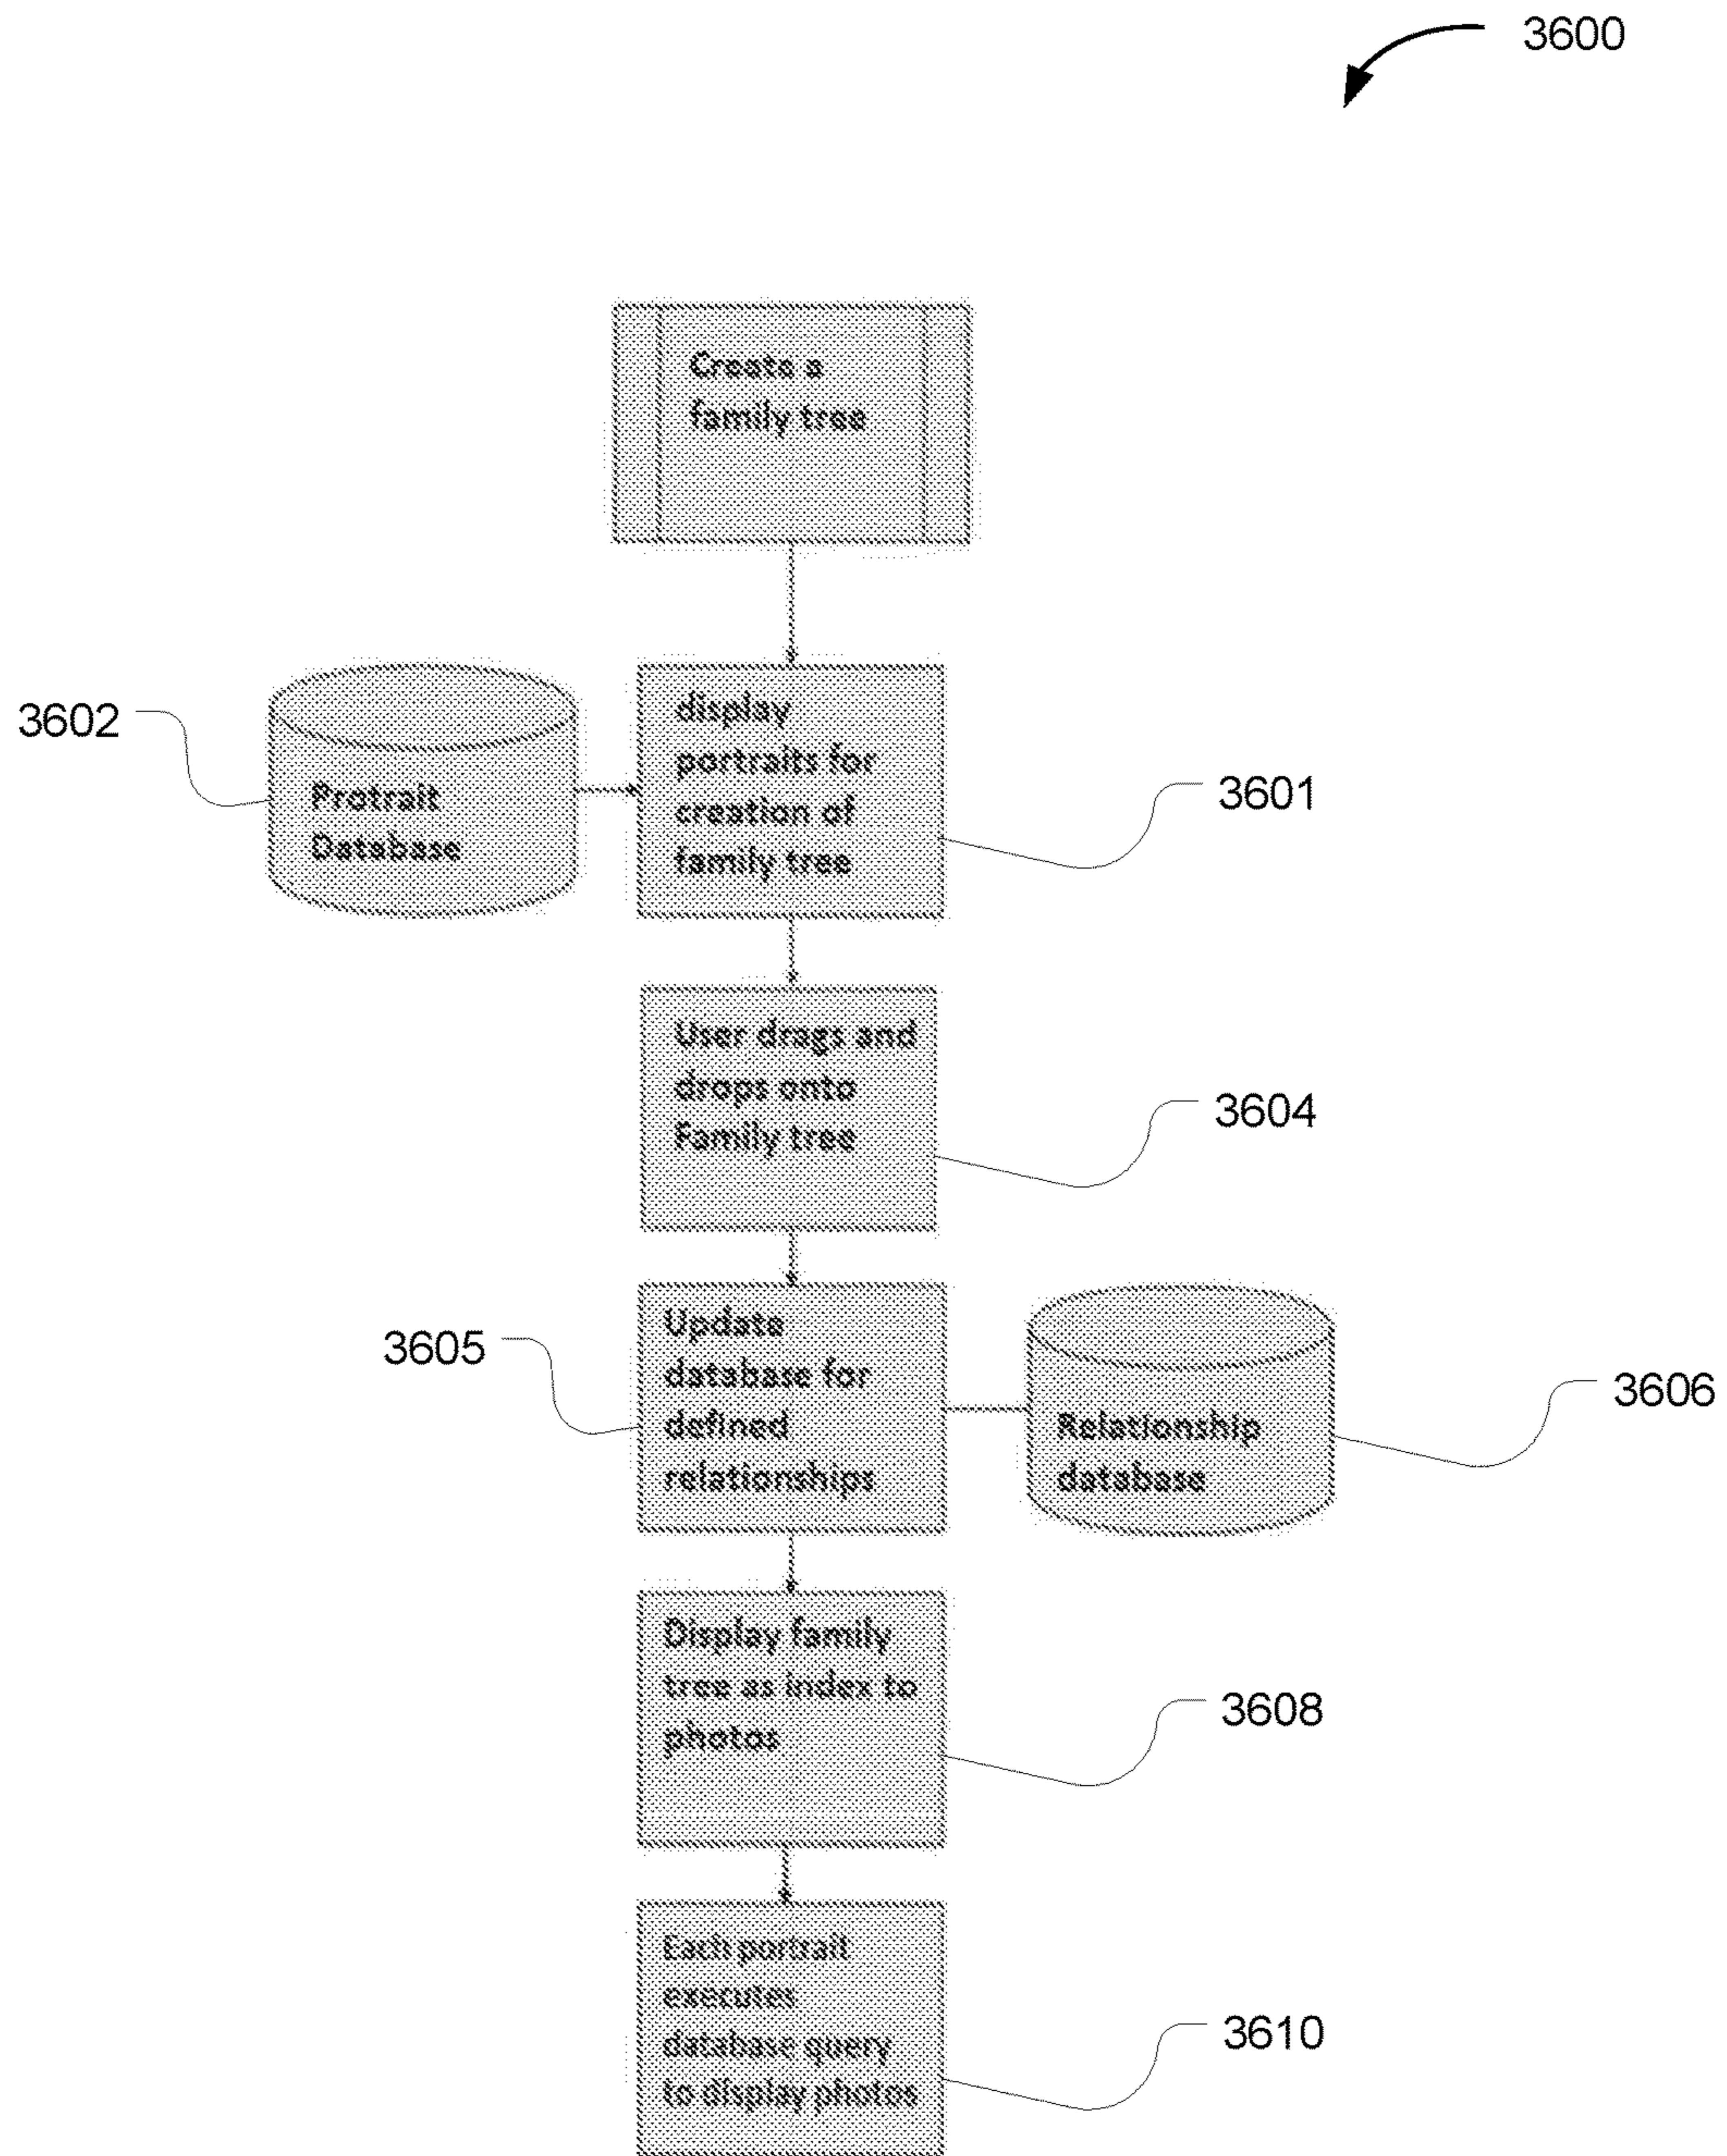 3600
Create a
family tree
3602
Protrait
Database
display
portraits for
creation of
family tree
3601
User drags and
drops onto
Family tree
3604
3605
Update
database for
defined
relationships
Relationship
database
3606
Display family
tree as index to
photos
3608
Each portrait
executes
database query
to display photos
3610